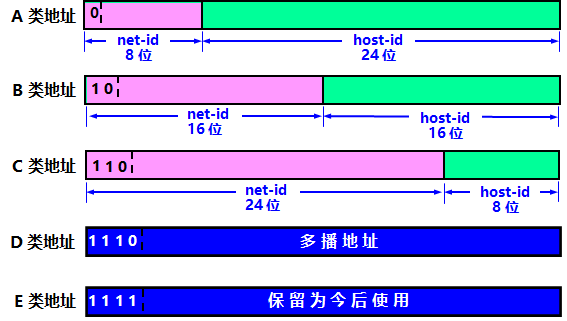 A 类地址 0
net-id host-id
8 位 24 位
B 类地址 1 0
net-id host-id
16 位 16 位
C 类地址 1 1 0
net-id host-id
24 位 8 位
D 类地址 1 1 1 0 多 播 地 址
E 类地址 1 1 1 1 保 留 为 今 后 使 用